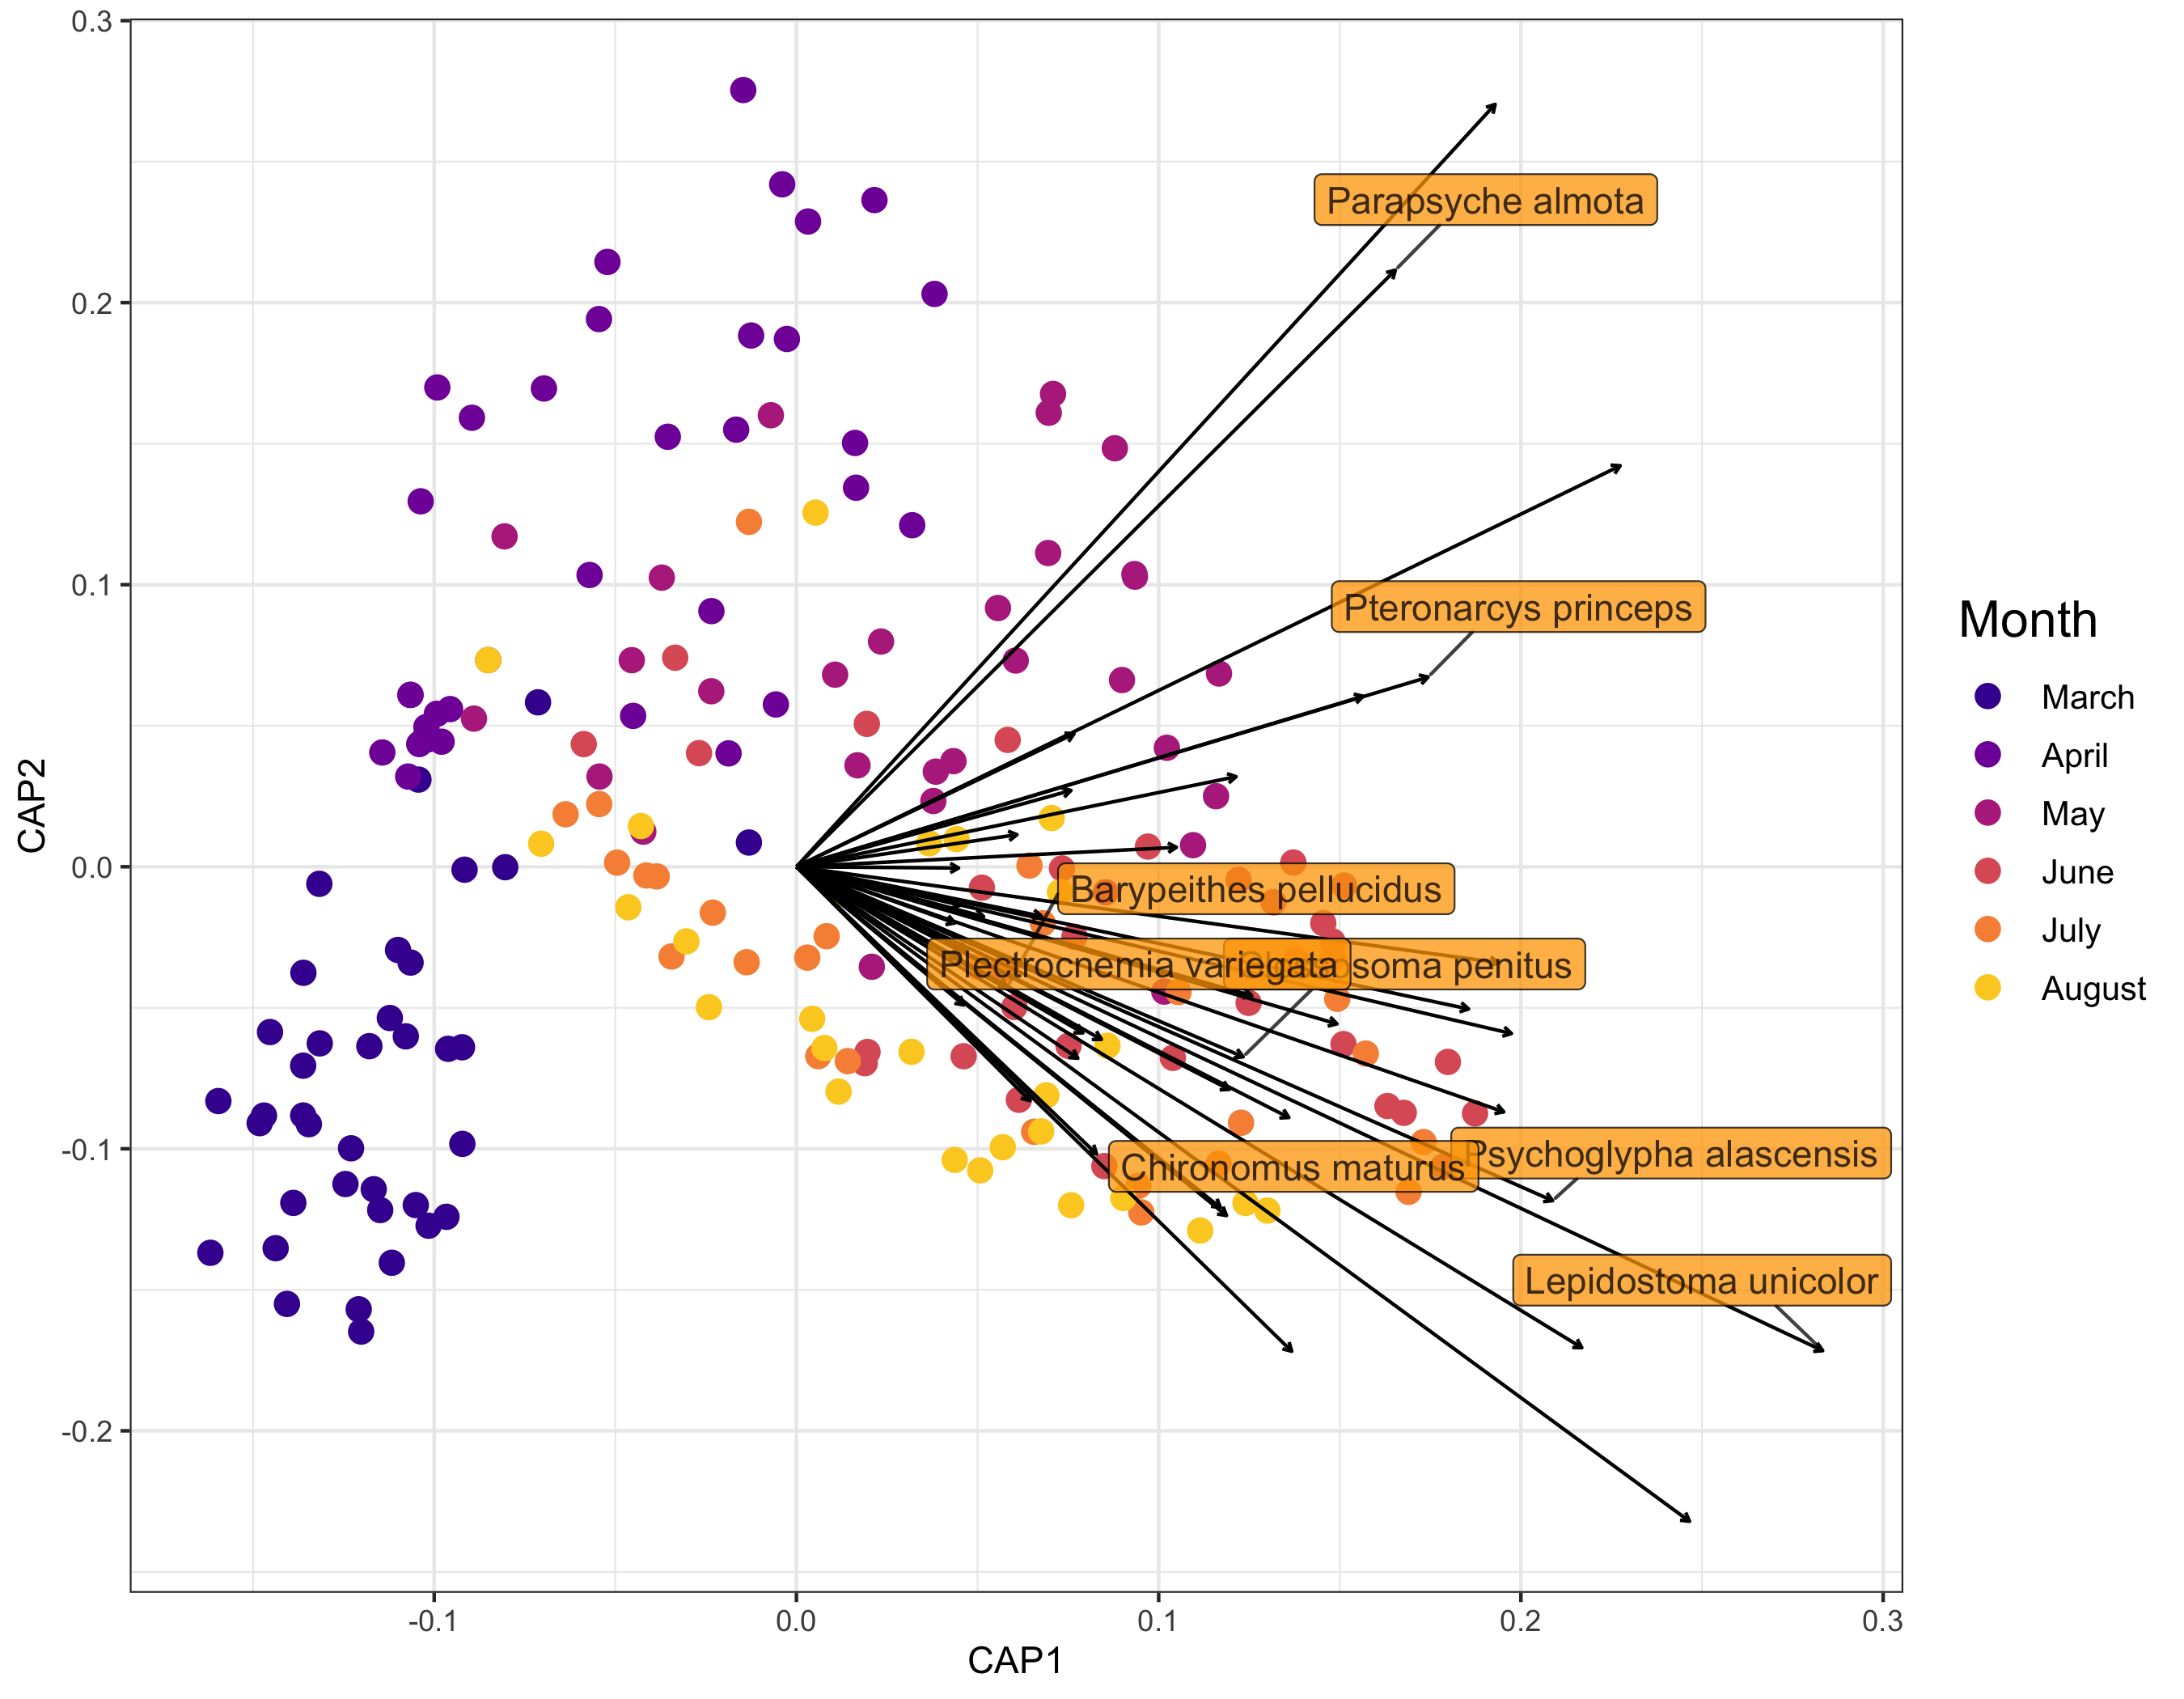 0.3
0.2
0.1
0.0
-0.1
-0.2
CAP2
Parapsyche almota
Pteronarcys princeps
Barypeithes pellucidus
Plectrocnemia variegata
penitus
Psychoglypha alascensis
Chironomus maturus
Lepidostoma unicolor
-0.1
0.0
0.1
0.2
0.3
CAP1
Month
March
April
May
June
July
August